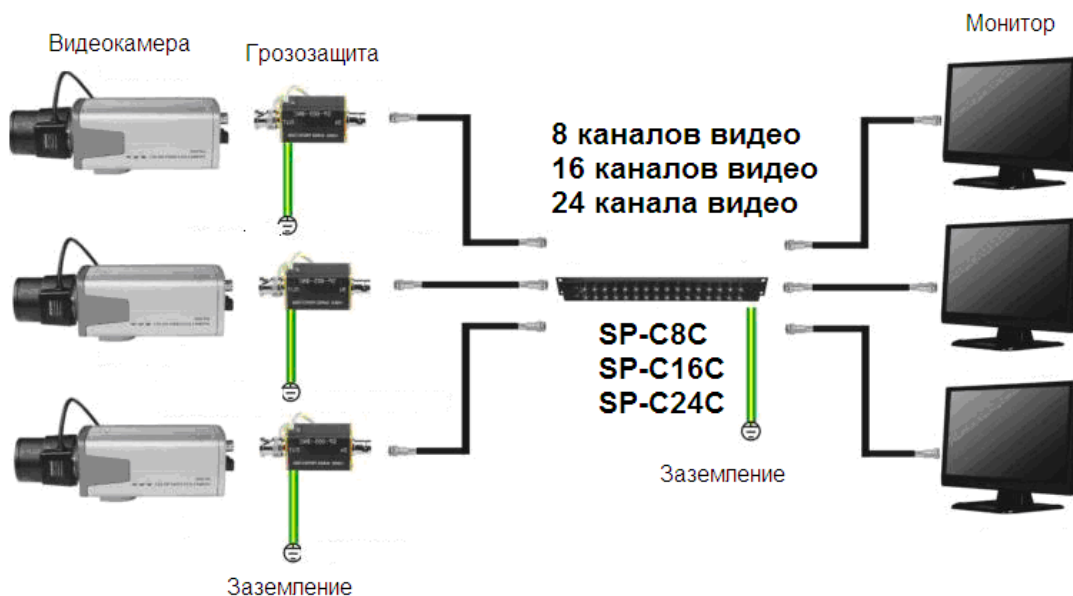 Видеокамера
Грозозащита
Монитор
8 каналов видео
16 каналов видео
24 канала видео
SP-C8C
SP-C16C
SP-C24C
Заземление
Заземление